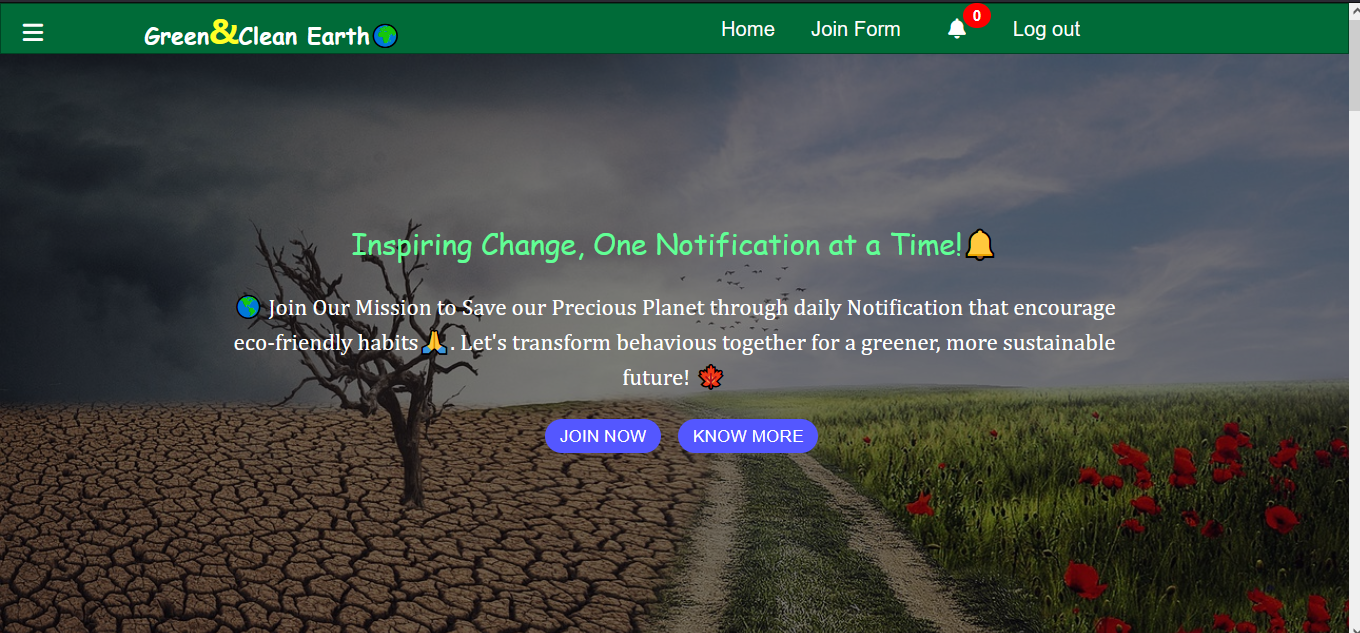 Green&Clean Earth🌍
Home
Join Form
0
Log out
Inspiring Change, One Notification at a Time!🔔
🌎 Join Our Mission to Save our Precious Planet through daily Notification that encourage
eco-friendly habits🙏. Let's transform behavious together for a greener, more sustainable
future! 🍁
JOIN NOW
KNOW MORE